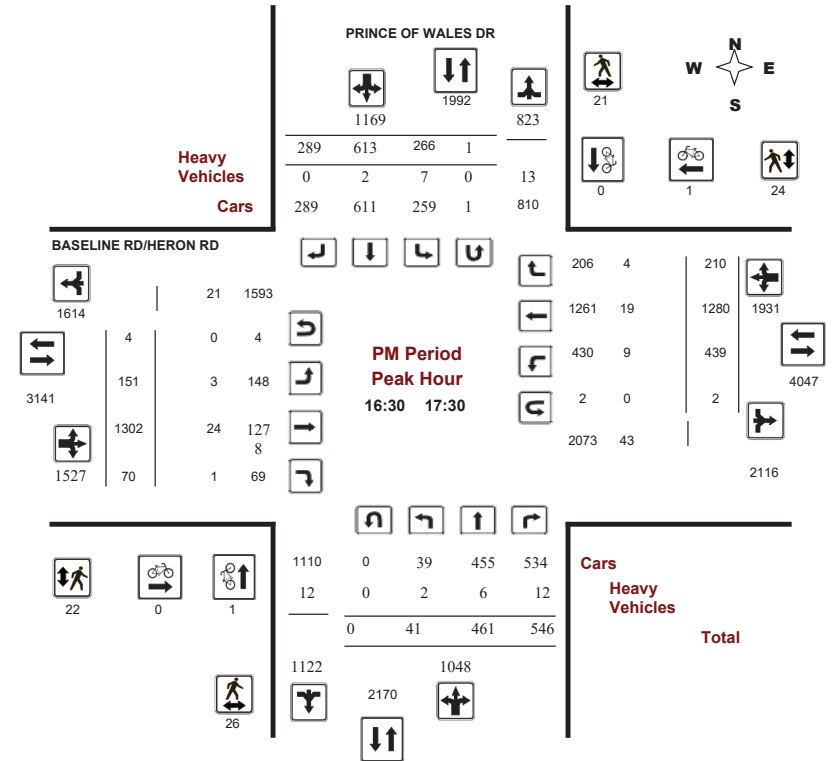 PRINCE OF WALES DR
N
W E
S
1992
21
1169 823
289 613 266 1
Heavy
Vehicles 0 2 7 0 13
Cars 289 611 259 1 810
0 1 24
BASELINE RD/HERON RD
1614
21 1593
4 0 4
3141
151 3 148
1302 24 127
8
1527 70 1 69
PM Period
Peak Hour
16:30 17:30
206 4 210
1261 19 1280 1931
430 9 439
4047
2 0 2
2073 43
2116
1110 0 39 455 534 Cars
12 0 2 6 12 Heavy
Vehicles
0 41 461 546 Total
22 0 1
1122 1048
2170
26